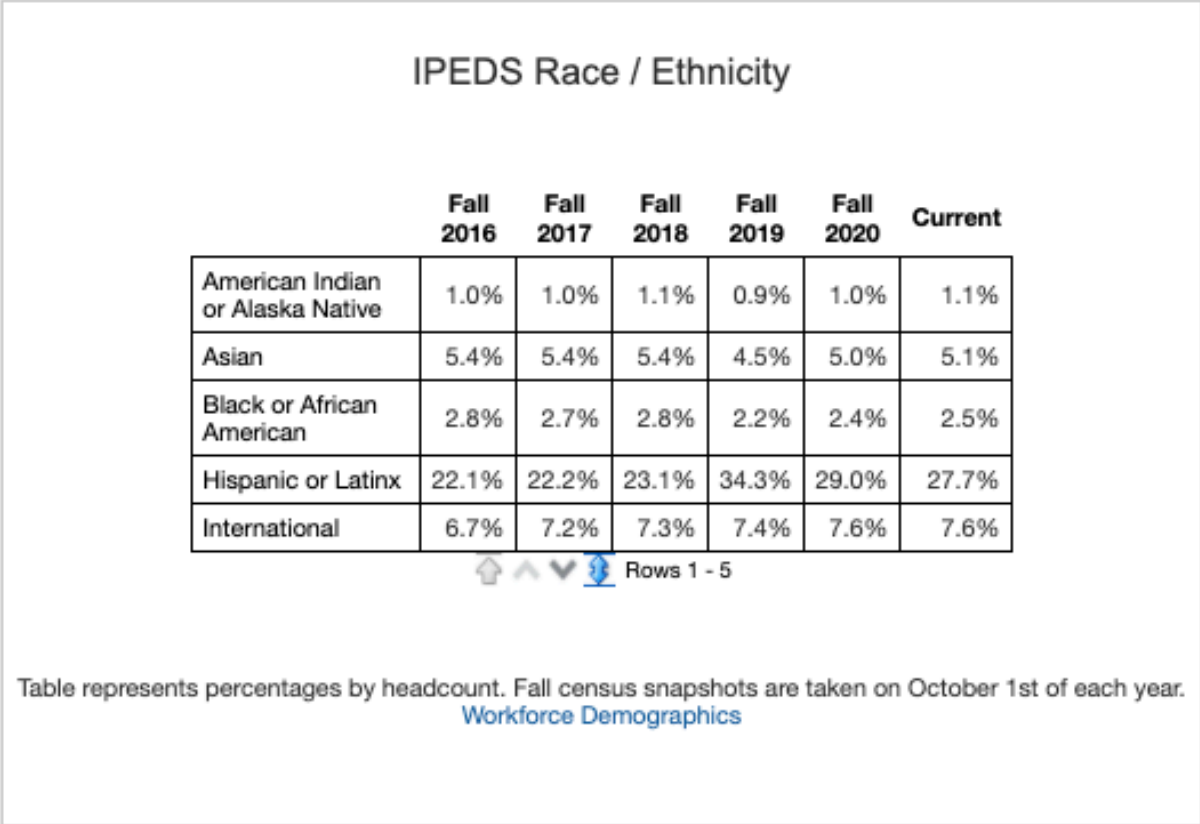 IPEDS Race / Ethnicity
Fall 2016 Fall 2017 Fall 2018 Fall 2019 Fall 2020 Current
American Indian or Alaska Native 1.0% 1.0% 1.1% 0.9% 1.0% 1.1%
Asian 5.4% 5.4% 5.4% 4.5% 5.0% 5.1%
Black or African American 2.8% 2.7% 2.8% 2.2% 2.4% 2.5%
Hispanic or Latinx 22.1% 22.2% 23.1% 34.3% 29.0% 27.7%
International 6.7% 7.2% 7.3% 7.4% 7.6% 7.6%
Rows 1 - 5
Table represents percentages by headcount. Fall census snapshots are taken on October 1st of each year.
Workforce Demographics